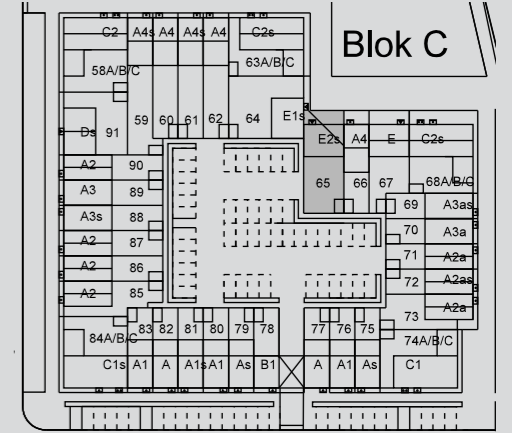 C2 A4s A4 A4s A4 C2s
Blok C
58A/B/C 63A/B/C
59 60 61 62 64 E1s
Ds 91 E2s A4 E C2s
A2 90
65 66 67 68A/B/C
A3 89
69 A3as
A3s 88
70 A3a
A2 87
71 A2a
A2 86
72 A2as
A2 85
73 A2a
84A/B/C 83 82 81 80 79 78 77 76 75 74A/B/C
C1s A1 A A1s A1 As B1 A A1 As C1